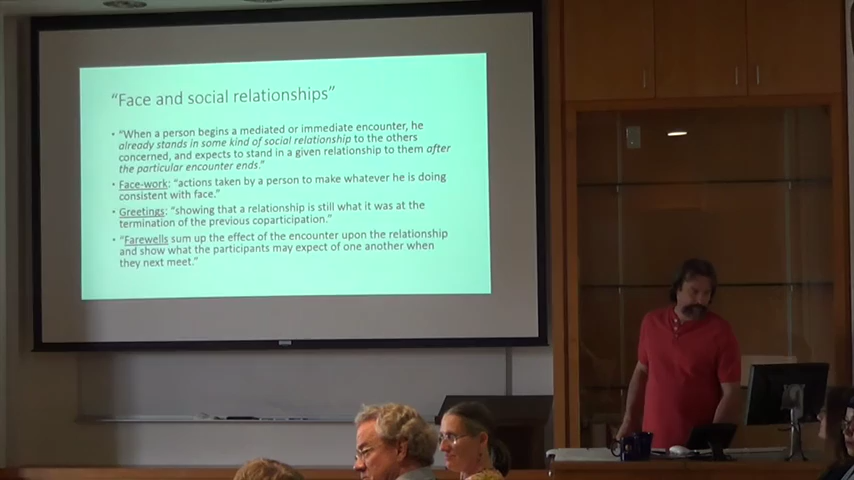 “Face and social relationships”
• “When a person begins a mediated or immediate encounter, he
already stands in some kind of social relationship to the others
concerned, and expects to stand in a given relationship to them after
the particular encounter ends.”
• Face-work: “actions taken by a person to make whatever he is doing
consistent with face.”
• Greetings: “showing that a relationship is still what it was at the
termination of the previous coparticipation.”
• “Farewells sum up the effect of the encounter upon the relationship
and show what the participants may expect of one another when
they next meet.”